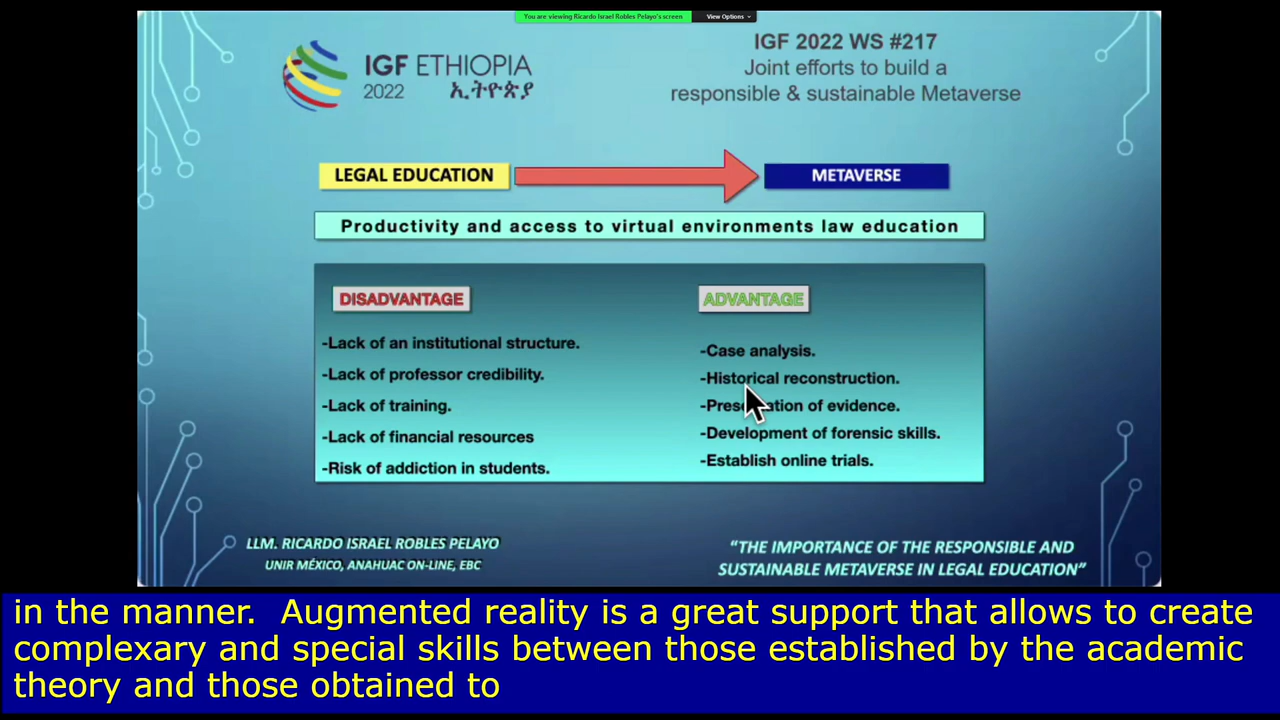 You are viewing Ricardo Israel Robles Pelayo's screen
View Options
IGF ETHIOPIA
2022 ኢትዮጵያ
IGF 2022 WS #217
Joint efforts to build a
responsible & sustainable Metaverse
LEGAL EDUCATION
METAVERSE
Productivity and access to virtual environments law education
DISADVANTAGE
-Lack of an institutional structure.
-Lack of professor credibility.
-Lack of training.
-Lack of financial resources
-Risk of addiction in students.
ADVANTAGE
-Case analysis.
-Historical reconstruction.
of evidence.
-Development of forensic skills.
-Establish online trials.
LLM. RICARDO ISRAEL ROBLES PELAYO
UNIR MÉXICO, ANAHUAC ON-LINE, EBC
“THE IMPORTANCE OF THE RESPONSIBLE AND
SUSTAINABLE METAVERSE IN LEGAL EDUCATION”
in the manner.  Augmented reality is a great support that allows to create
complexary and special skills between those established by the academic
theory and those obtained to